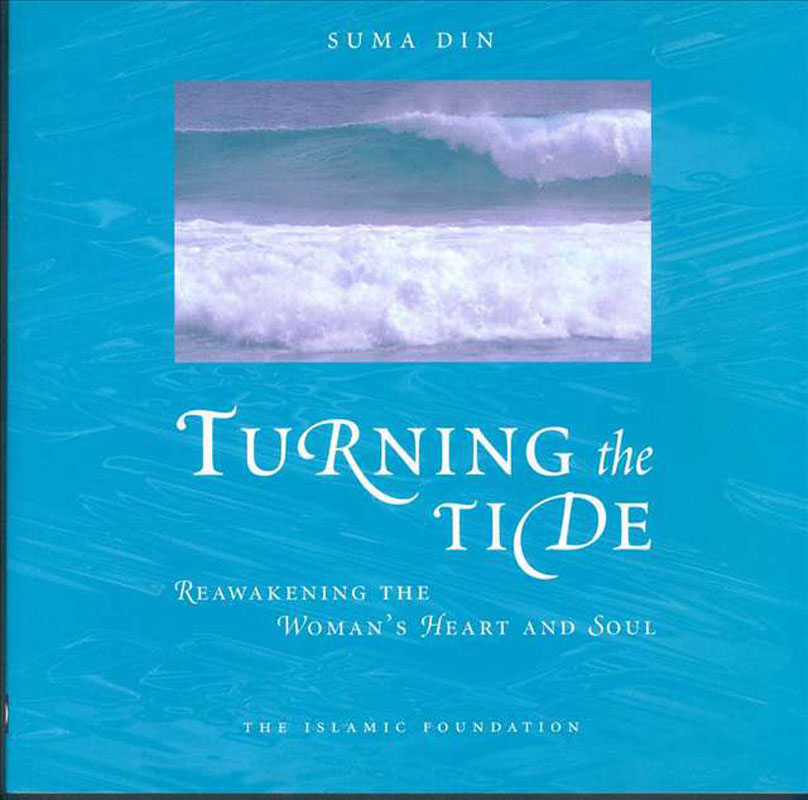 SUMA DIN
TURNING the
TIDE
REAWAKENING THE
WOMAN'S HEART AND SOUL
THE ISLAMIC FOUNDATION